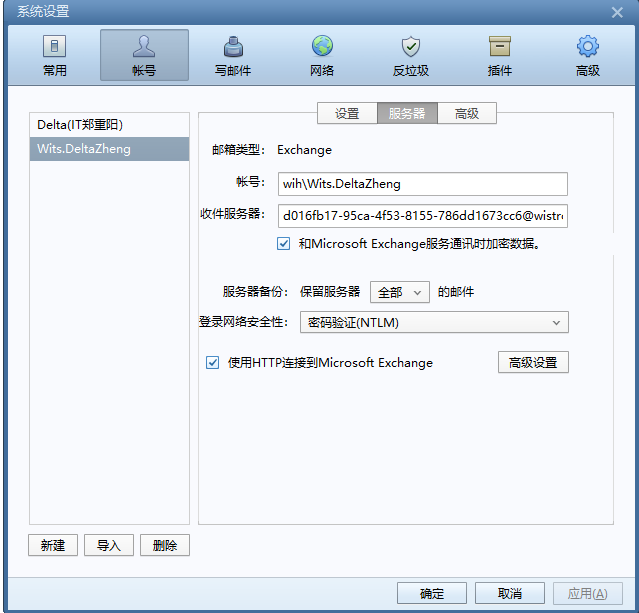 系统设置
常用 帐号 写邮件 网络 反垃圾 插件 高级
设置 服务器 高级
Delta(IT郑重阳)
Wits.DeltaZheng
邮箱类型: Exchange
帐号: wih\Wits.DeltaZheng
收件服务器: d016fb17-95ca-4f53-8155-786dd1673cc6@wistr
和Microsoft Exchange服务通讯时加密数据。
服务器备份: 保留服务器 全部 的邮件
登录网络安全性: 密码验证(NTLM)
使用HTTP连接到Microsoft Exchange 高级设置
新建 导入 删除
确定 取消 应用(A)